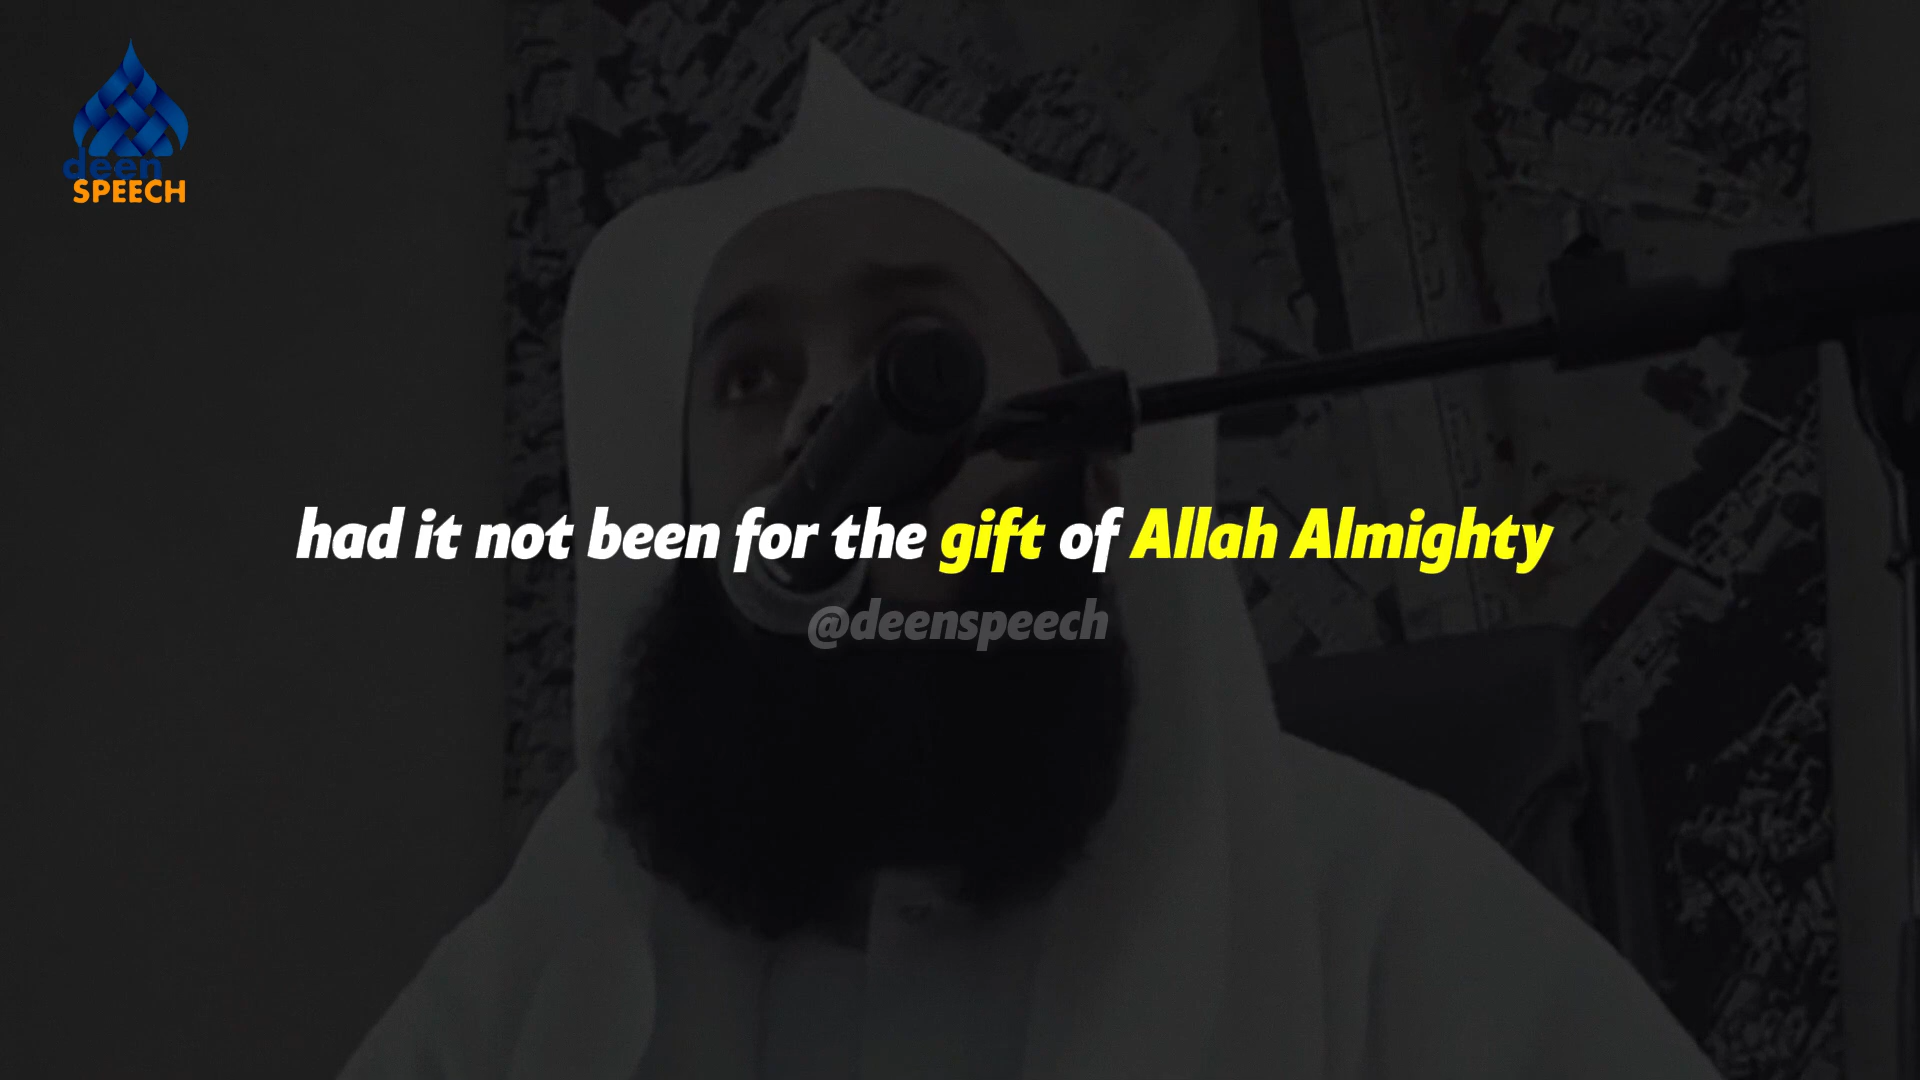 deen
SPEECH
had it not been for the gift of Allah Almighty
@deenspeech